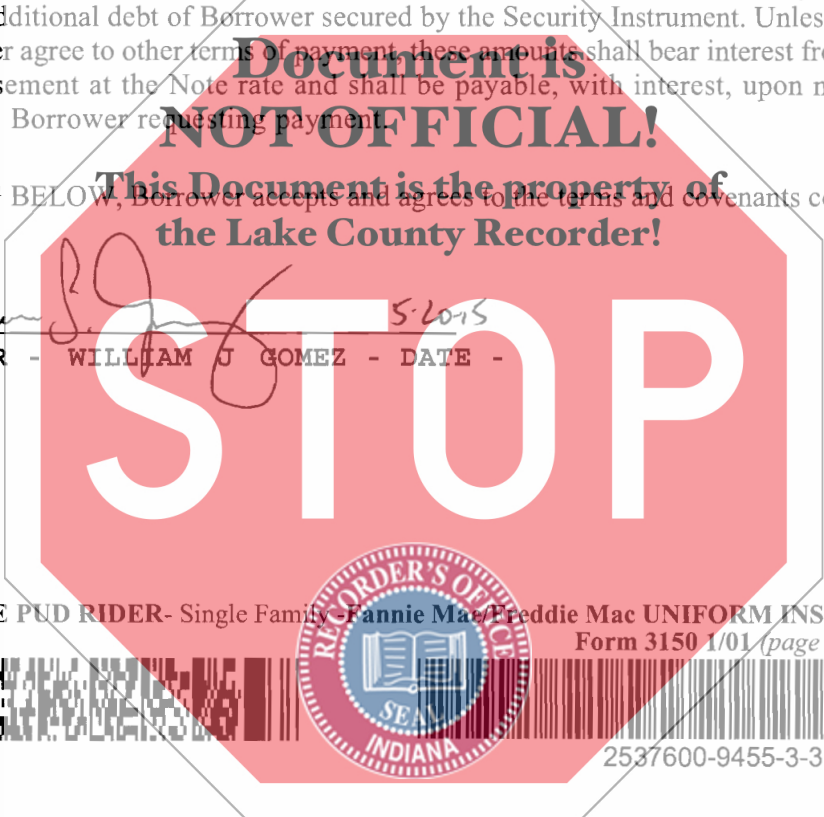 dditional debt of Borrower secured by the Security Instrument. Unles
r agree to other terms of payment, these amounts shall bear interest fr
sement at the Note rate and shall be payable, with interest, upon n
Borrower requesting payment.
Document is
NOT OFFICIAL!
This Document is the property of
the Lake County Recorder!
BELOW, Borrower accepts and agrees to the terms and covenants c
5-20-15
R - WILLIAM J GOMEZ - DATE -
STOP
E PUD RIDER- Single Family -Fannie Mae/Freddie Mac UNIFORM INS
Form 3150 1/01 (page
RECORDER'S OFFICE
SEAL
INDIANA
2537600-9455-3-3